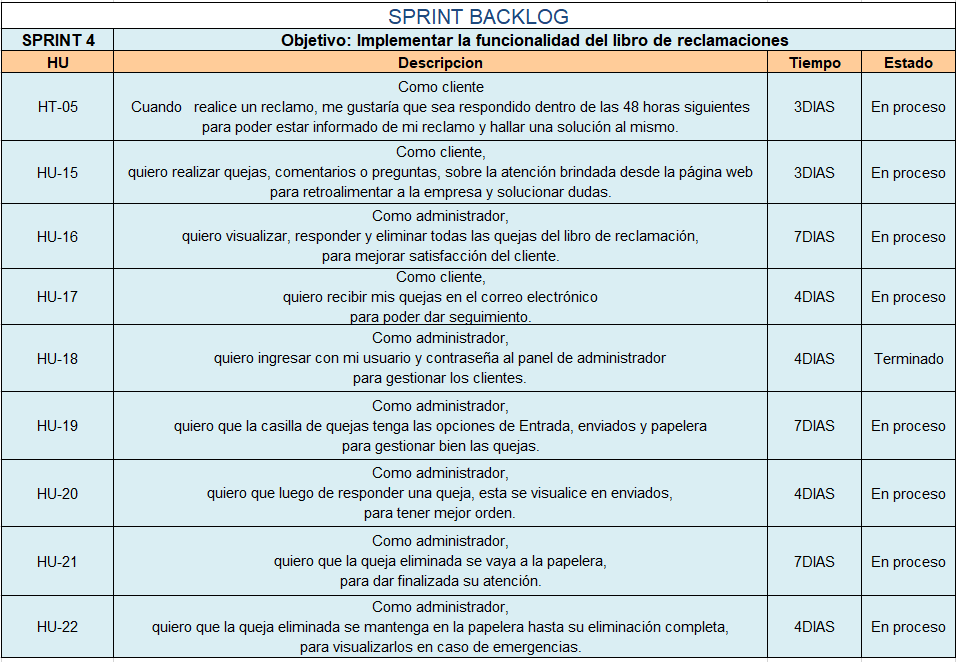 SPRINT BACKLOG
SPRINT 4 Objetivo: Implementar la funcionalidad del libro de reclamaciones
HU Descripcion Tiempo Estado
Como cliente
HT-05 Cuando realice un reclamo, me gustaría que sea respondido dentro de las 48 horas siguientes 3DIAS En proceso
para poder estar informado de mi reclamo y hallar una solución al mismo.
Como cliente,
HU-15 quiero realizar quejas, comentarios o preguntas, sobre la atención brindada desde la página web 3DIAS En proceso
para retroalimentar a la empresa y solucionar dudas.
Como administrador,
HU-16 quiero visualizar, responder y eliminar todas las quejas del libro de reclamación, 7DIAS En proceso
para mejorar satisfacción del cliente.
Como cliente,
HU-17 quiero recibir mis quejas en el correo electrónico 4DIAS En proceso
para poder dar seguimiento.
Como administrador,
HU-18 quiero ingresar con mi usuario y contraseña al panel de administrador 4DIAS Terminado
para gestionar los clientes.
Como administrador,
HU-19 quiero que la casilla de quejas tenga las opciones de Entrada, enviados y papelera 7DIAS En proceso
para gestionar bien las quejas.
Como administrador,
HU-20 quiero que luego de responder una queja, esta se visualice en enviados, 4DIAS En proceso
para tener mejor orden.
Como administrador,
HU-21 quiero que la queja eliminada se vaya a la papelera, 7DIAS En proceso
para dar finalizada su atención.
Como administrador,
HU-22 quiero que la queja eliminada se mantenga en la papelera hasta su eliminación completa, 4DIAS En proceso
para visualizarlos en caso de emergencias.